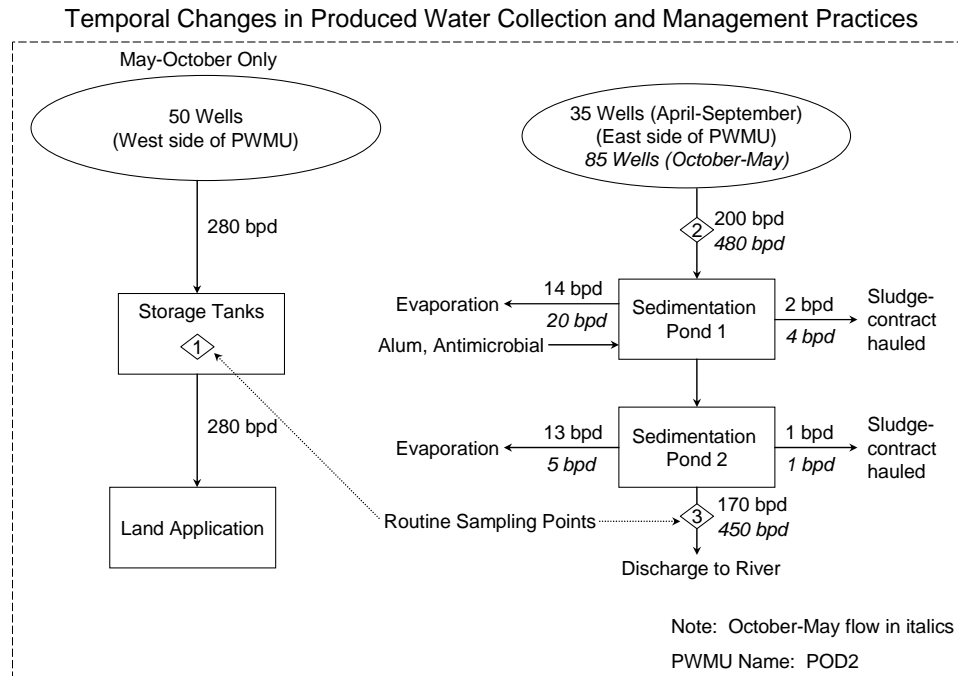 Temporal Changes in Produced Water Collection and Management Practices
May-October Only
50 Wells
(West side of PWMU)
280 bpd
Storage Tanks
1
280 bpd
Land Application
35 Wells (April-September)
(East side of PWMU)
85 Wells (October-May)
2
200 bpd
480 bpd
Evaporation
14 bpd
20 bpd
Alum, Antimicrobial
Sedimentation
Pond 1
2 bpd
4 bpd
Sludge-
contract
hauled
Evaporation
13 bpd
5 bpd
Sedimentation
Pond 2
1 bpd
1 bpd
Sludge-
contract
hauled
Routine Sampling Points
3
170 bpd
450 bpd
Discharge to River
Note: October-May flow in italics
PWMU Name: POD2